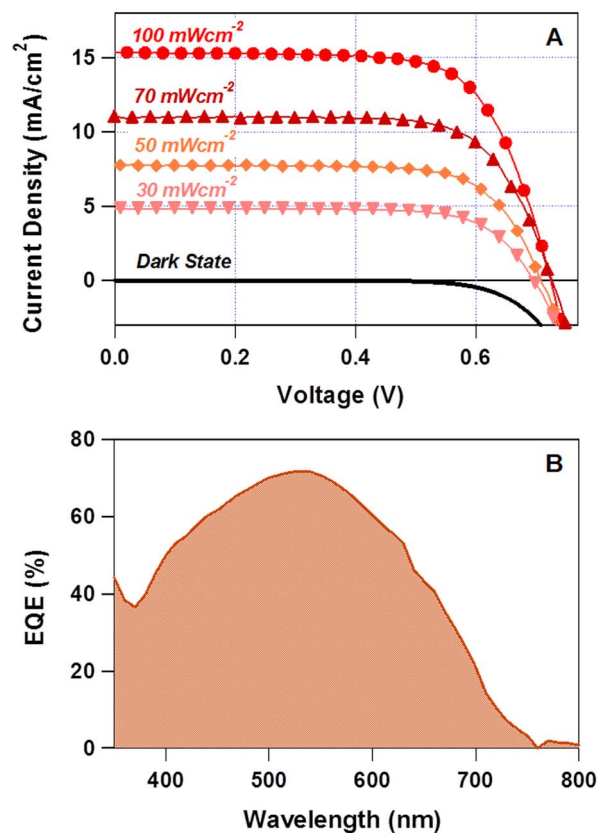 100 mWcm-2
A
15
70 mWcm-2
10
50 mWcm-2
5
30 mWcm-2
Dark State
0
Current Density (mA/cm2)
0.0 0.2 0.4 0.6
Voltage (V)
80
B
60
40
20
0
EQE (%)
400 500 600 700 800
Wavelength (nm)